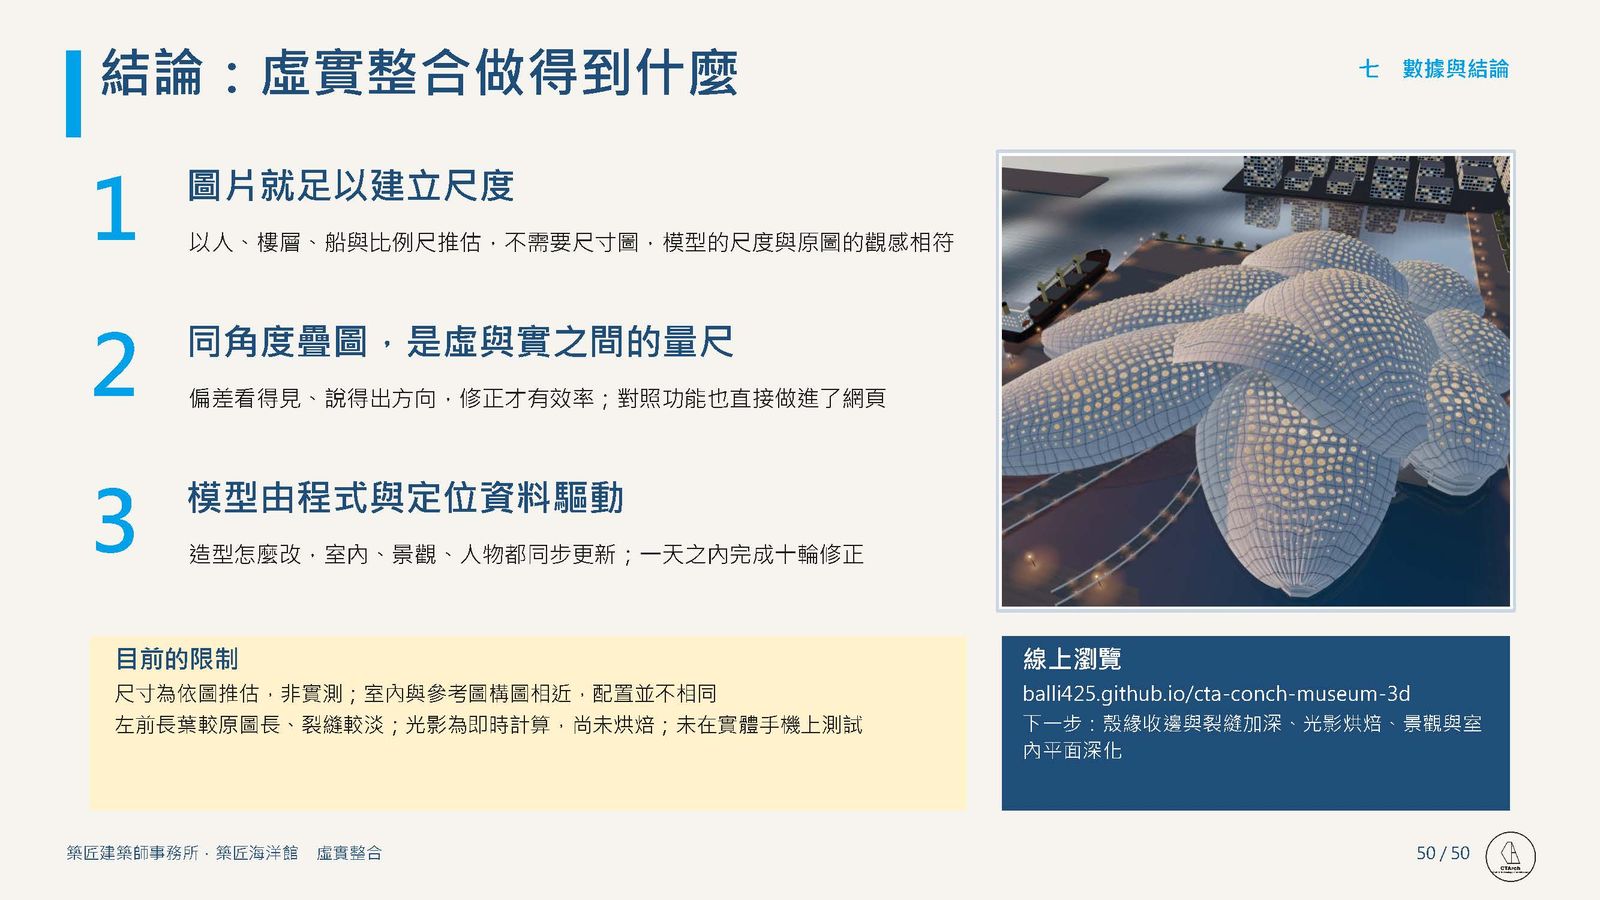 結論：虛實整合做得到什麼
七　數據與結論
1
圖片就足以建立尺度
以人、樓層、船與比例尺推估，不需要尺寸圖，模型的尺度與原圖的觀感相符
2
同角度疊圖，是虛與實之間的量尺
偏差看得見、說得出方向，修正才有效率；對照功能也直接做進了網頁
3
模型由程式與定位資料驅動
造型怎麼改，室內、景觀、人物都同步更新；一天之內完成十輪修正
目前的限制
尺寸為依圖推估，非實測；室內與參考圖構圖相近，配置並不相同
左前長葉較原圖長、裂縫較淡；光影為即時計算，尚未烘焙；未在實體手機上測試
線上瀏覽
balli425.github.io/cta-conch-museum-3d
下一步：殼緣收邊與裂縫加深、光影烘焙、景觀與室
內平面深化
築匠建築師事務所．築匠海洋館　虛實整合
50 / 50
CTArch